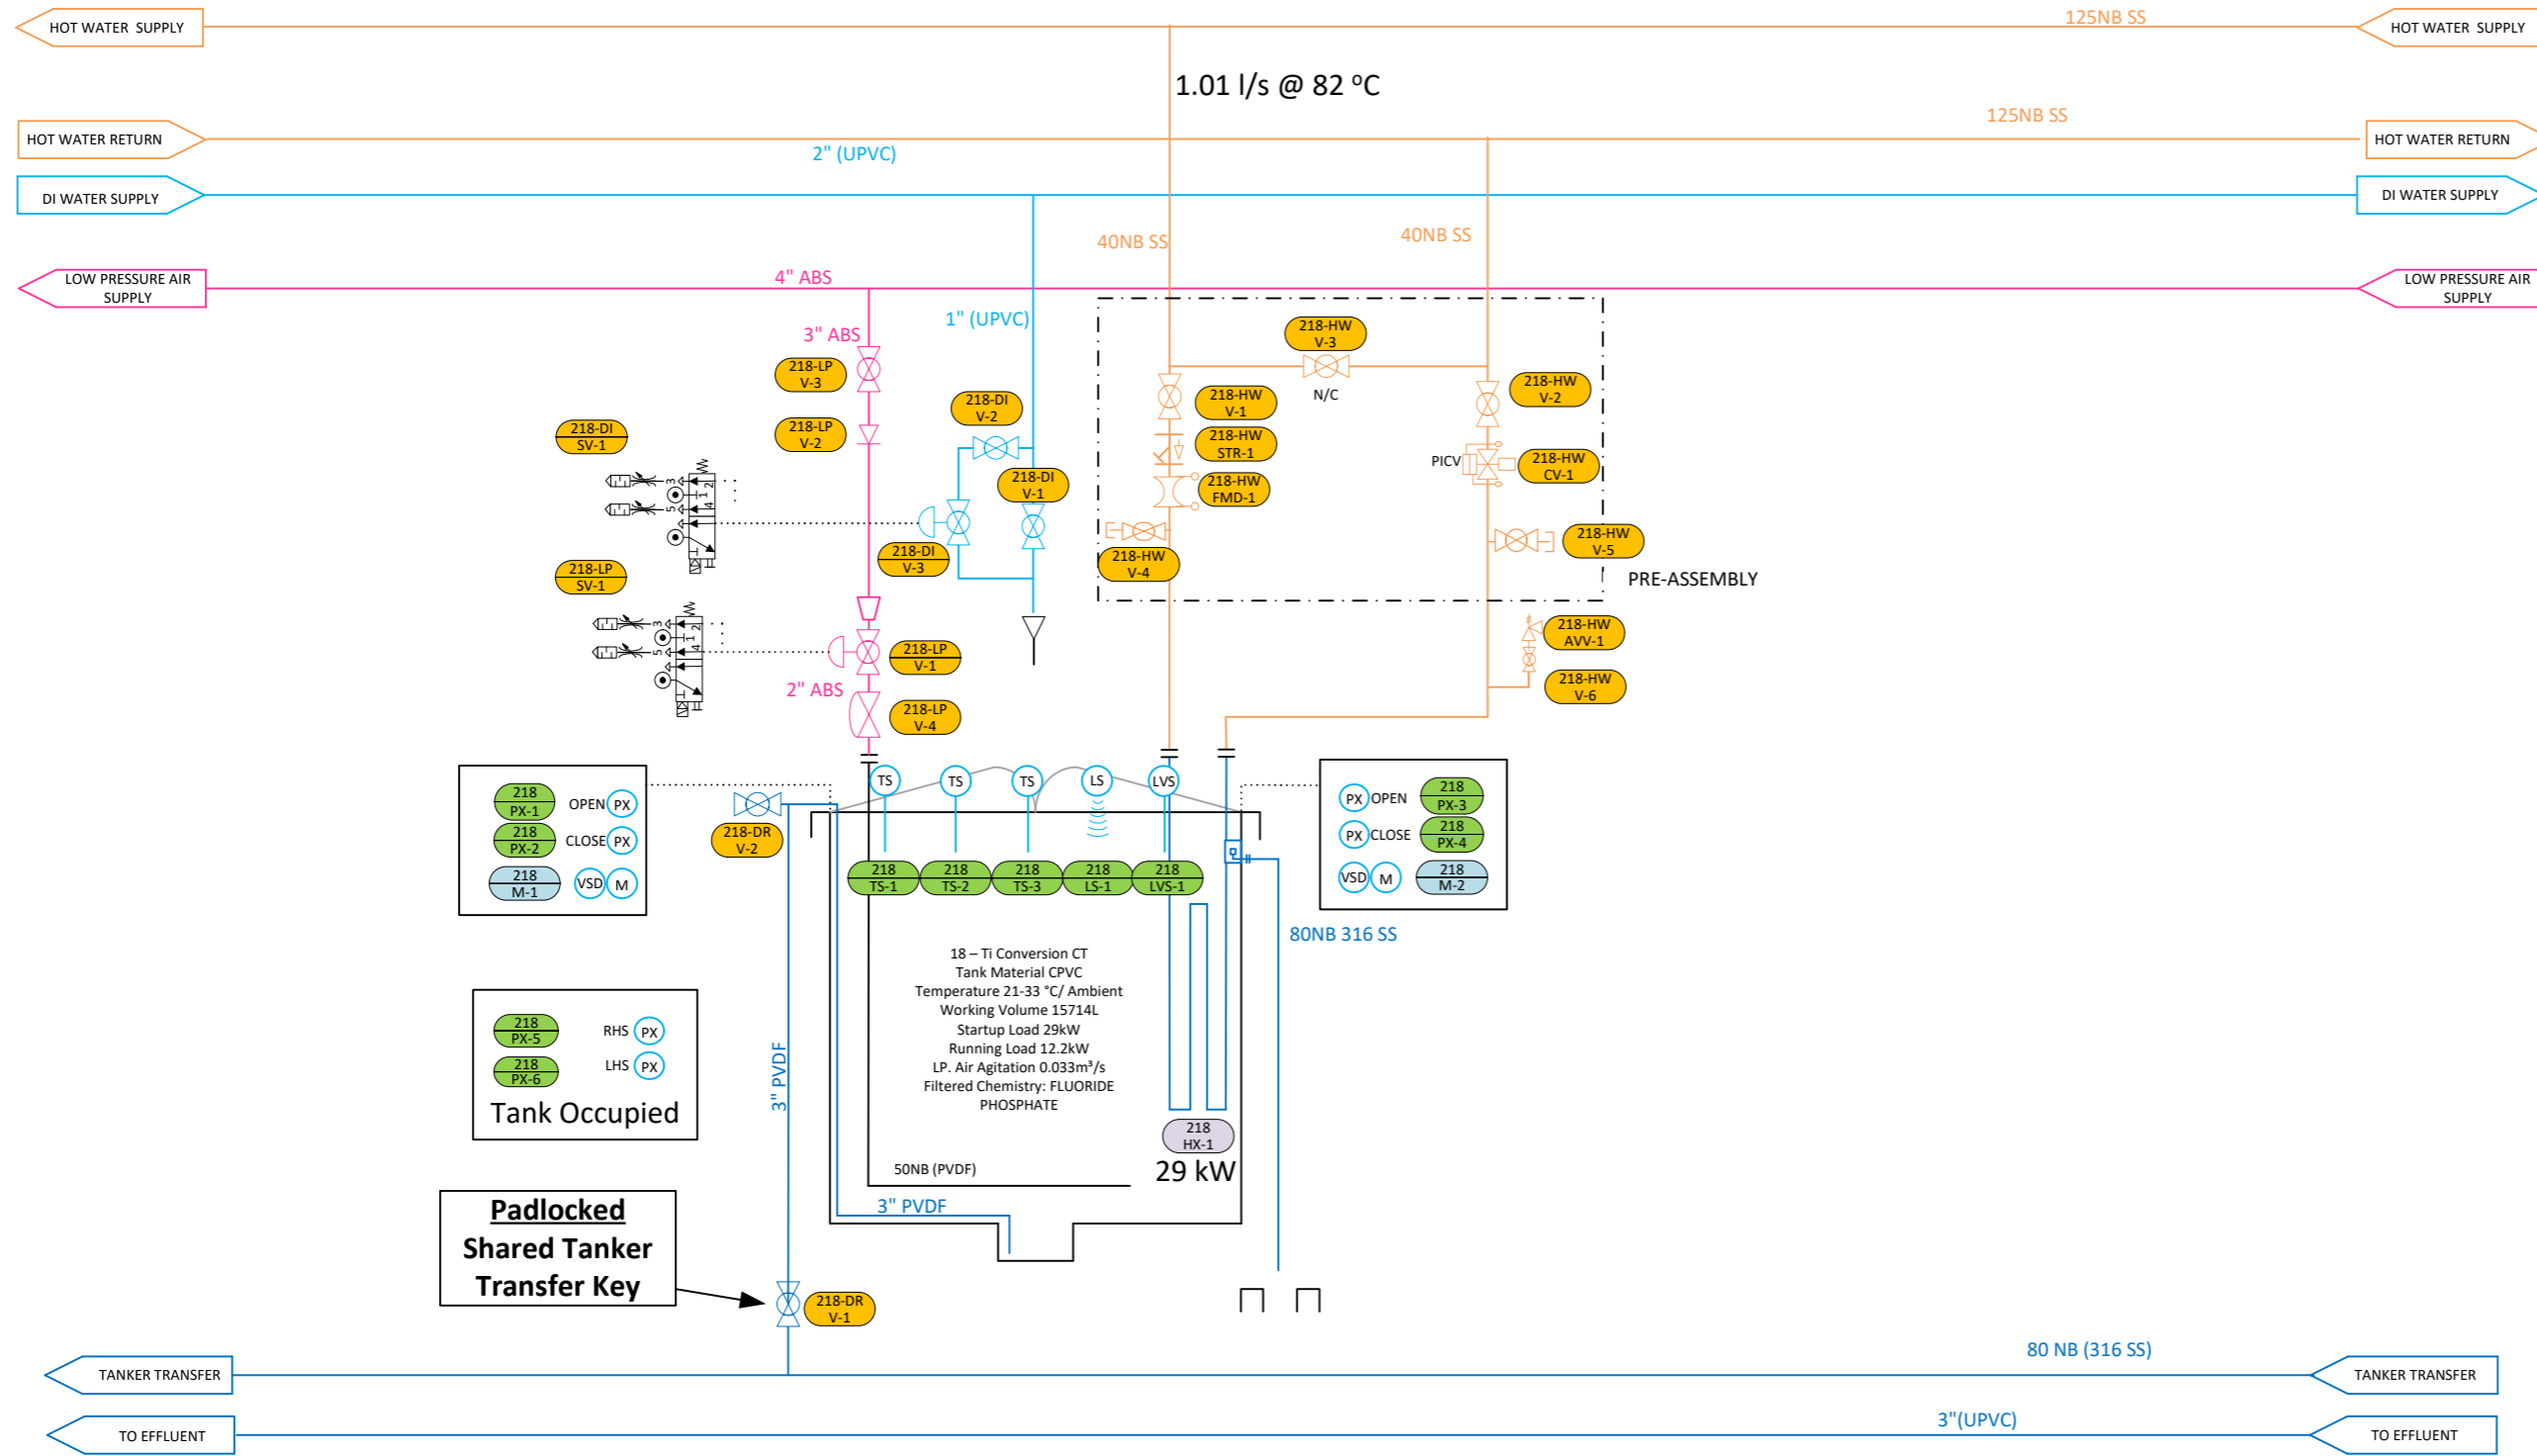 HOT WATER SUPPLY
125NB SS
HOT WATER SUPPLY
1.01 l/s @ 82 °C
125NB SS
HOT WATER RETURN
HOT WATER RETURN
2" (UPVC)
DI WATER SUPPLY
DI WATER SUPPLY
40NB SS
40NB SS
LOW PRESSURE AIR
SUPPLY
4" ABS
LOW PRESSURE AIR
SUPPLY
1" (UPVC)
3" ABS
218-HW
V-3
N/C
218-LP
V-3
218-HW
V-1
218-HW
V-2
218-DI
V-2
218-LP
V-2
218-DI
SV-1
218-HW
STR-1
PICV
218-HW
CV-1
218-DI
V-1
218-HW
FMD-1
3
2
1
5
4
218-DI
V-3
218-HW
V-4
218-HW
V-5
PRE-ASSEMBLY
218-LP
SV-1
3
2
1
5
4
218-LP
V-1
218-HW
AVV-1
2" ABS
218-HW
V-6
218-LP
V-4
218
PX-1
OPEN
PX
218
PX-2
CLOSE
PX
218
M-1
VSD
M
218-DR
V-2
TS
TS
TS
LS
LVS
PX
OPEN
218
PX-3
PX
CLOSE
218
PX-4
VSD
M
218
M-2
218
TS-1
218
TS-2
218
TS-3
218
LS-1
218
LVS-1
80NB 316 SS
18 – Ti Conversion CT
Tank Material CPVC
Temperature 21-33 °C/ Ambient
Working Volume 15714L
Startup Load 29kW
Running Load 12.2kW
LP. Air Agitation 0.033m³/s
Filtered Chemistry: FLUORIDE
PHOSPHATE
218
PX-5
RHS
PX
218
PX-6
LHS
PX
Tank Occupied
3" PVDF
218
HX-1
29 kW
50NB (PVDF)
3" PVDF
Padlocked
Shared Tanker
Transfer Key
218-DR
V-1
80 NB (316 SS)
TANKER TRANSFER
TANKER TRANSFER
3"(UPVC)
TO EFFLUENT
TO EFFLUENT